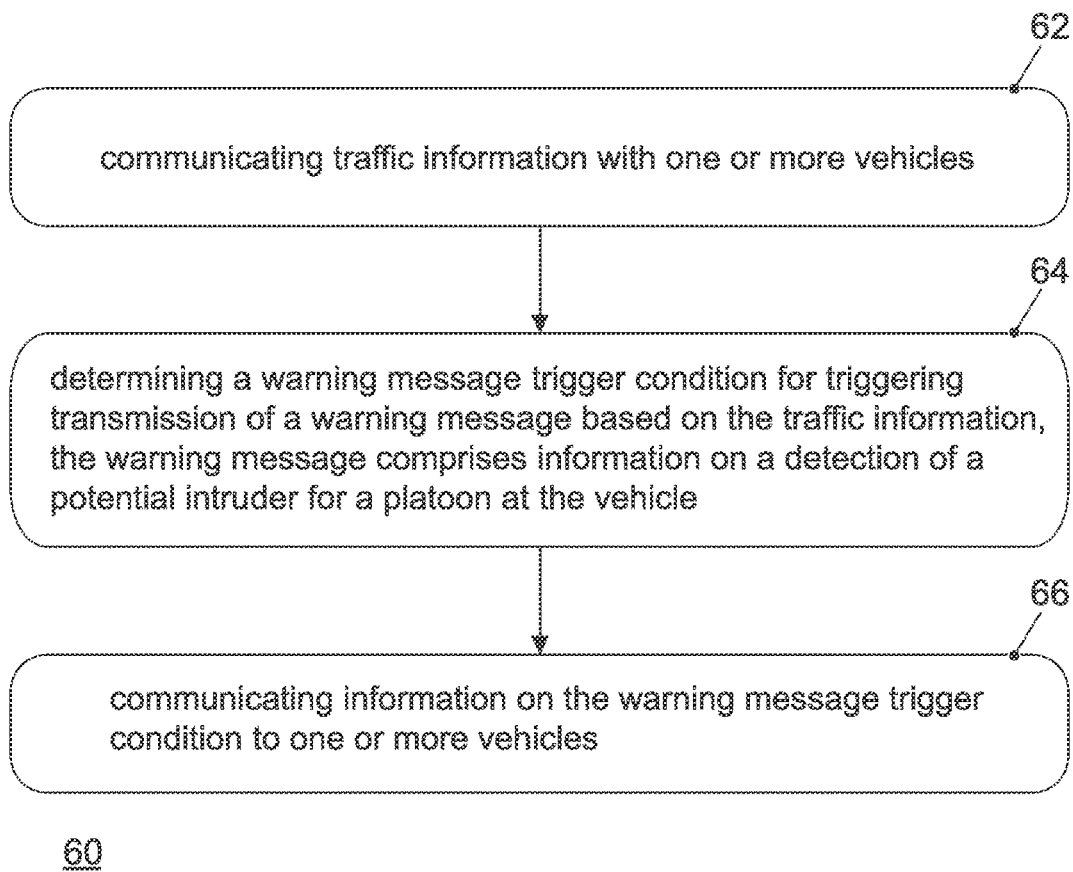 62
communicating traffic information with one or more vehicles
64
determining a warning message trigger condition for triggering
transmission of a warning message based on the traffic information,
the warning message comprises information on a detection of a
potential intruder for a platoon at the vehicle
66
communicating information on the warning message trigger
condition to one or more vehicles
60